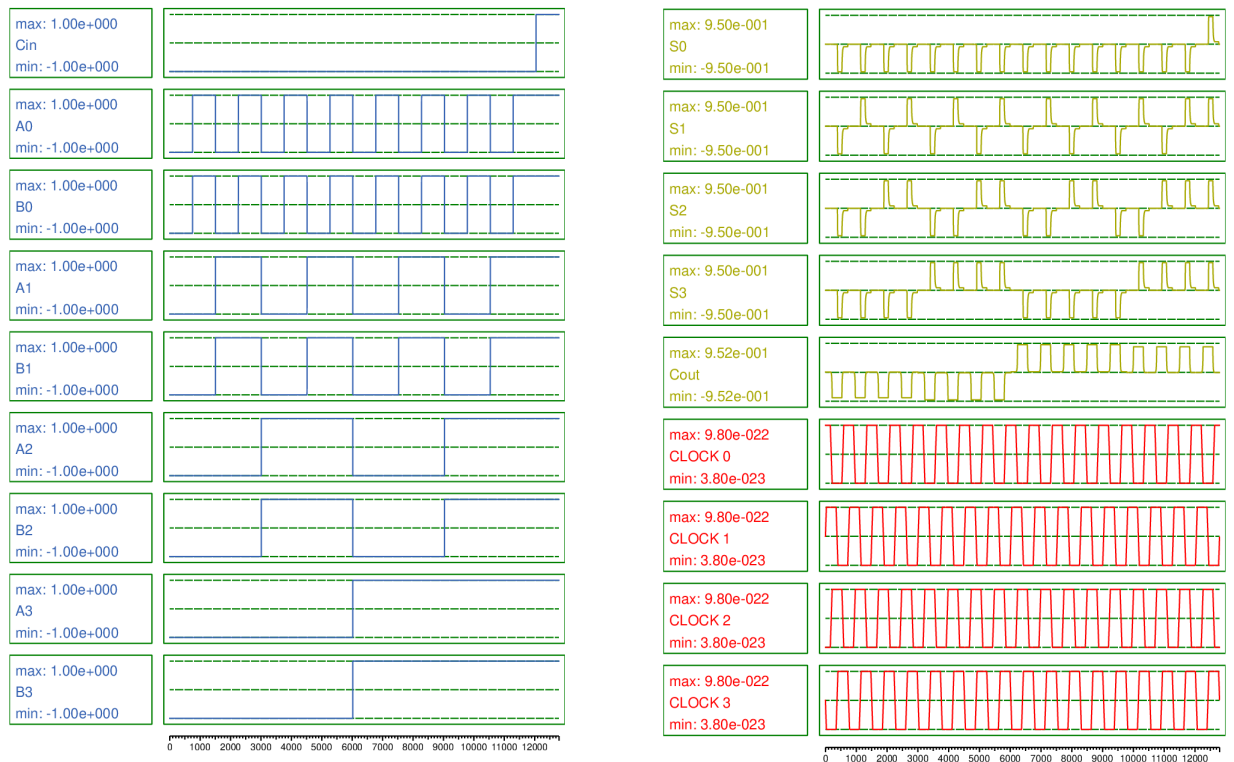 max: 1.00e+000
Cin
min: -1.00e+000
max: 1.00e+000
A0
min: -1.00e+000
max: 1.00e+000
B0
min: -1.00e+000
max: 1.00e+000
A1
min: -1.00e+000
max: 1.00e+000
B1
min: -1.00e+000
max: 1.00e+000
A2
min: -1.00e+000
max: 1.00e+000
B2
min: -1.00e+000
max: 1.00e+000
A3
min: -1.00e+000
max: 1.00e+000
B3
min: -1.00e+000
0 1000 2000 3000 4000 5000 6000 7000 8000 9000 10000 11000 12000
max: 9.50e-001
S0
min: -9.50e-001
max: 9.50e-001
S1
min: -9.50e-001
max: 9.50e-001
S2
min: -9.50e-001
max: 9.50e-001
S3
min: -9.50e-001
max: 9.52e-001
Cout
min: -9.52e-001
max: 9.80e-022
CLOCK 0
min: 3.80e-023
max: 9.80e-022
CLOCK 1
min: 3.80e-023
max: 9.80e-022
CLOCK 2
min: 3.80e-023
max: 9.80e-022
CLOCK 3
min: 3.80e-023
0 1000 2000 3000 4000 5000 6000 7000 8000 9000 10000 11000 12000